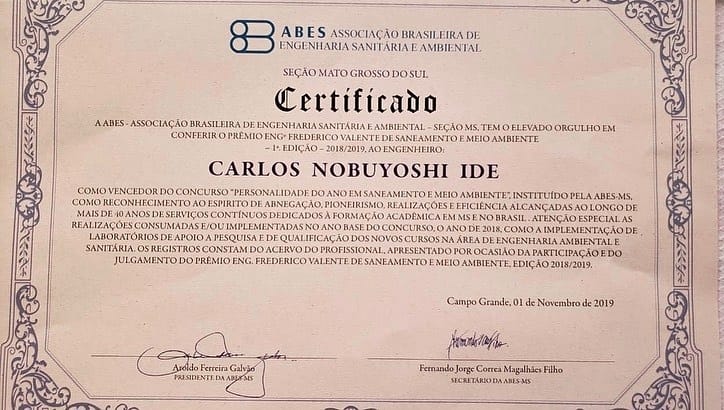 ABES ASSOCIAÇÃO BRASILEIRA DE
ENGENHARIA SANITÁRIA E AMBIENTAL
SEÇÃO MATO GROSSO DO SUL
Certificado
A ABES - ASSOCIAÇÃO BRASILEIRA DE ENGENHARIA SANITÁRIA E AMBIENTAL – SEÇÃO MS, TEM O ELEVADO ORGULHO EM
CONFERIR O PRÊMIO ENGº FREDERICO VALENTE DE SANEAMENTO E MEIO AMBIENTE
– 1ª. EDIÇÃO – 2018/2019, AO ENGENHEIRO:
CARLOS NOBUYOSHI IDE
COMO VENCEDOR DO CONCURSO "PERSONALIDADE DO ANO EM SANEAMENTO E MEIO AMBIENTE", INSTITUÍDO PELA ABES-MS,
COMO RECONHECIMENTO AO ESPIRITO DE ABNEGAÇÃO, PIONEIRISMO, REALIZAÇÕES E EFICIÊNCIA ALCANÇADAS AO LONGO DE
MAIS DE 40 ANOS DE SERVIÇOS CONTÍNUOS DEDICADOS À FORMAÇÃO ACADÊMICA EM MS E NO BRASIL . ATENÇÃO ESPECIAL AS
REALIZAÇÕES CONSUMADAS E/OU IMPLEMENTADAS NO ANO BASE DO CONCURSO, O ANO DE 2018, COMO A IMPLEMENTAÇÃO DE
LABORATÓRIOS DE APOIO A PESQUISA E DE QUALIFICAÇÃO DOS NOVOS CURSOS NA ÁREA DE ENGENHARIA AMBIENTAL E
SANITÁRIA. OS REGISTROS CONSTAM DO ACERVO DO PROFISSIONAL, APRESENTADO POR OCASIÃO DA PARTICIPAÇÃO E DO
JULGAMENTO DO PRÊMIO ENG. FREDERICO VALENTE DE SANEAMENTO E MEIO AMBIENTE, EDIÇÃO 2018/2019.
Campo Grande, 01 de Novembro de 2019
Aroldo Ferreira Galvão
PRESIDENTE DA ABES-MS
Fernando Jorge Correa Magalhães Filho
SECRETÁRIO DA ABES-MS